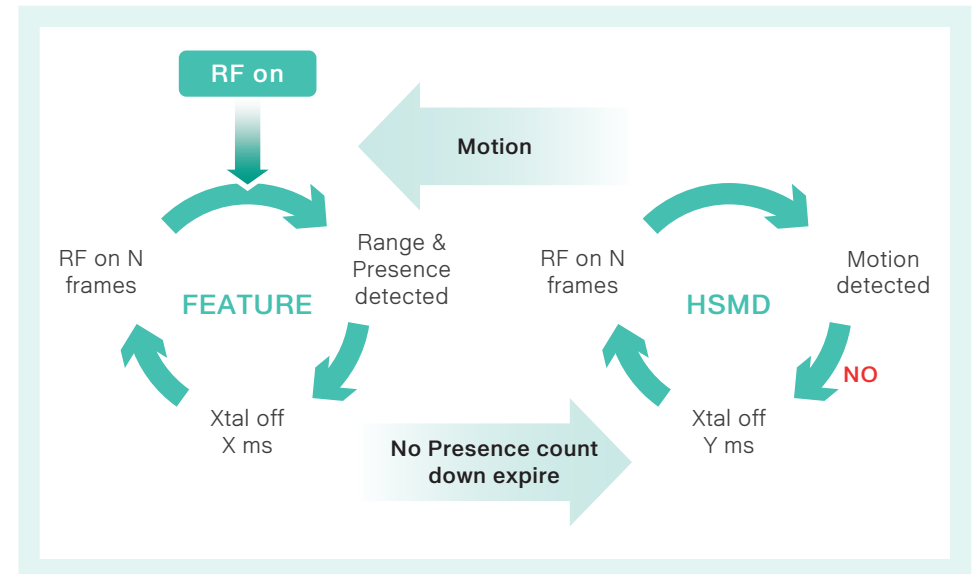 RF on
Motion
RF on N
frames
Range &
Presence
detected
FEATURE
Xtal off
X ms
RF on N
frames
Motion
detected
HSMD
NO
Xtal off
Y ms
No Presence count
down expire